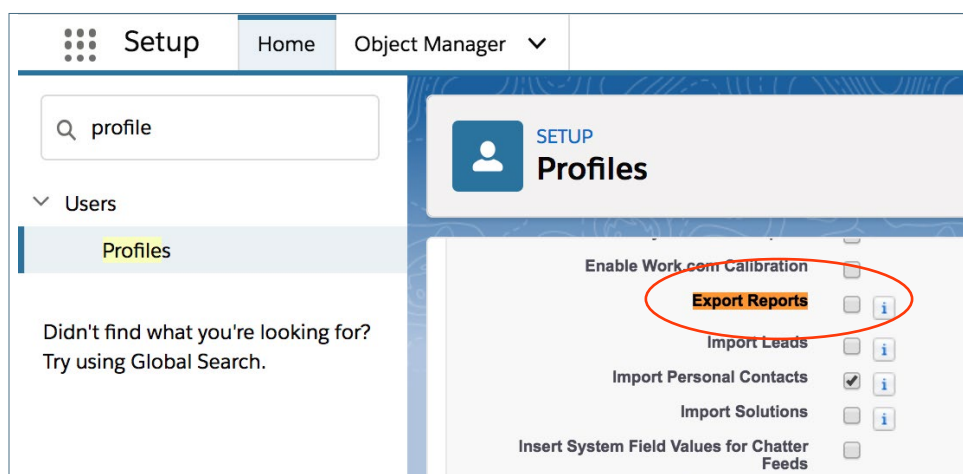 Setup
Home
Object Manager
profile
Users
Profiles
Didn't find what you're looking for?
Try using Global Search.
SETUP
Profiles
Enable Work.com Calibration
Export Reports
Import Leads
Import Personal Contacts
Import Solutions
Insert System Field Values for Chatter
Feeds